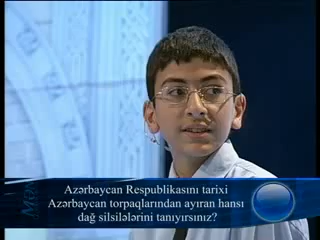 Azərbaycan Respublikasını tarixi
Azərbaycan torpaqlarından ayıran hansı
dağ silsilələrini tanıyırsınız?